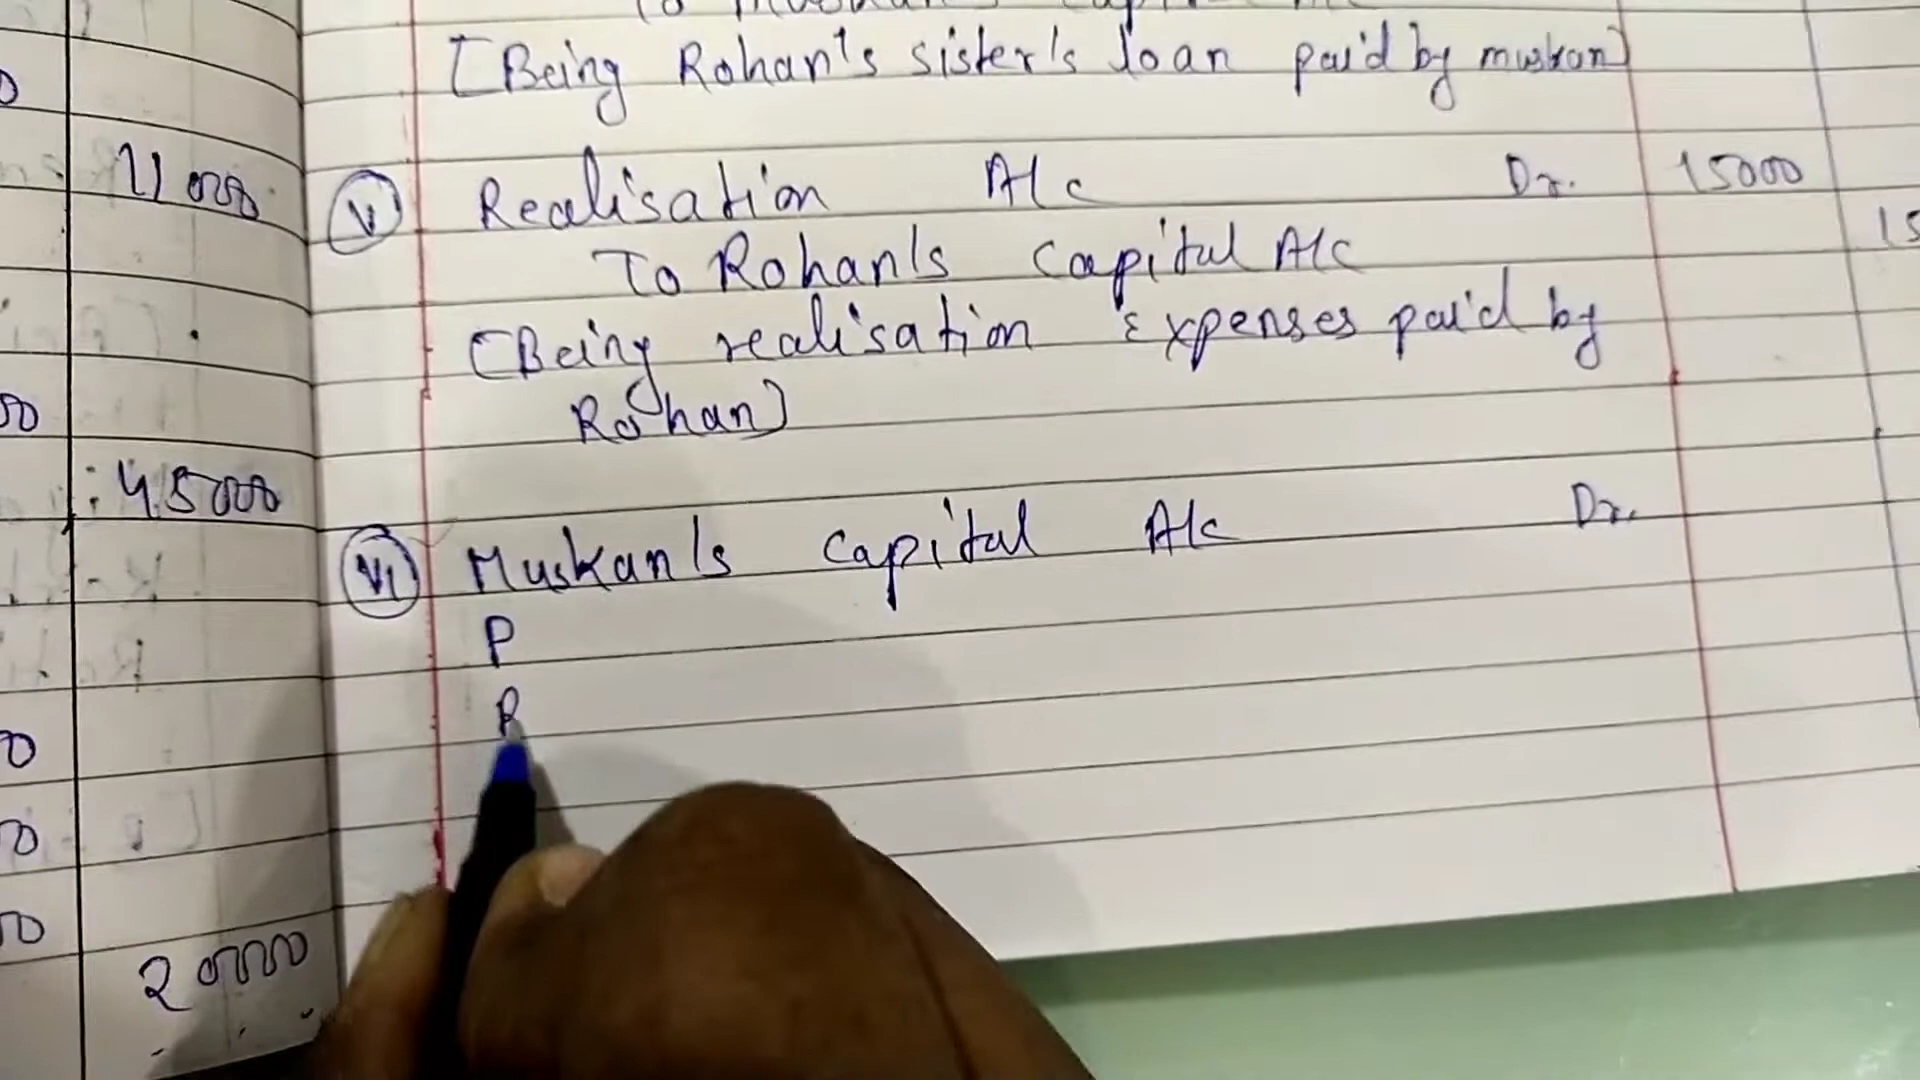 [Being Rohan's sister's loan paid by muskan]
(V) Realisation A/c Dr. 15000
To Rohan's Capital A/c 15
[Being realisation Expenses paid by
Rohan]
(VI) Muskan's Capital A/c Dr.
P
R
45000
20000